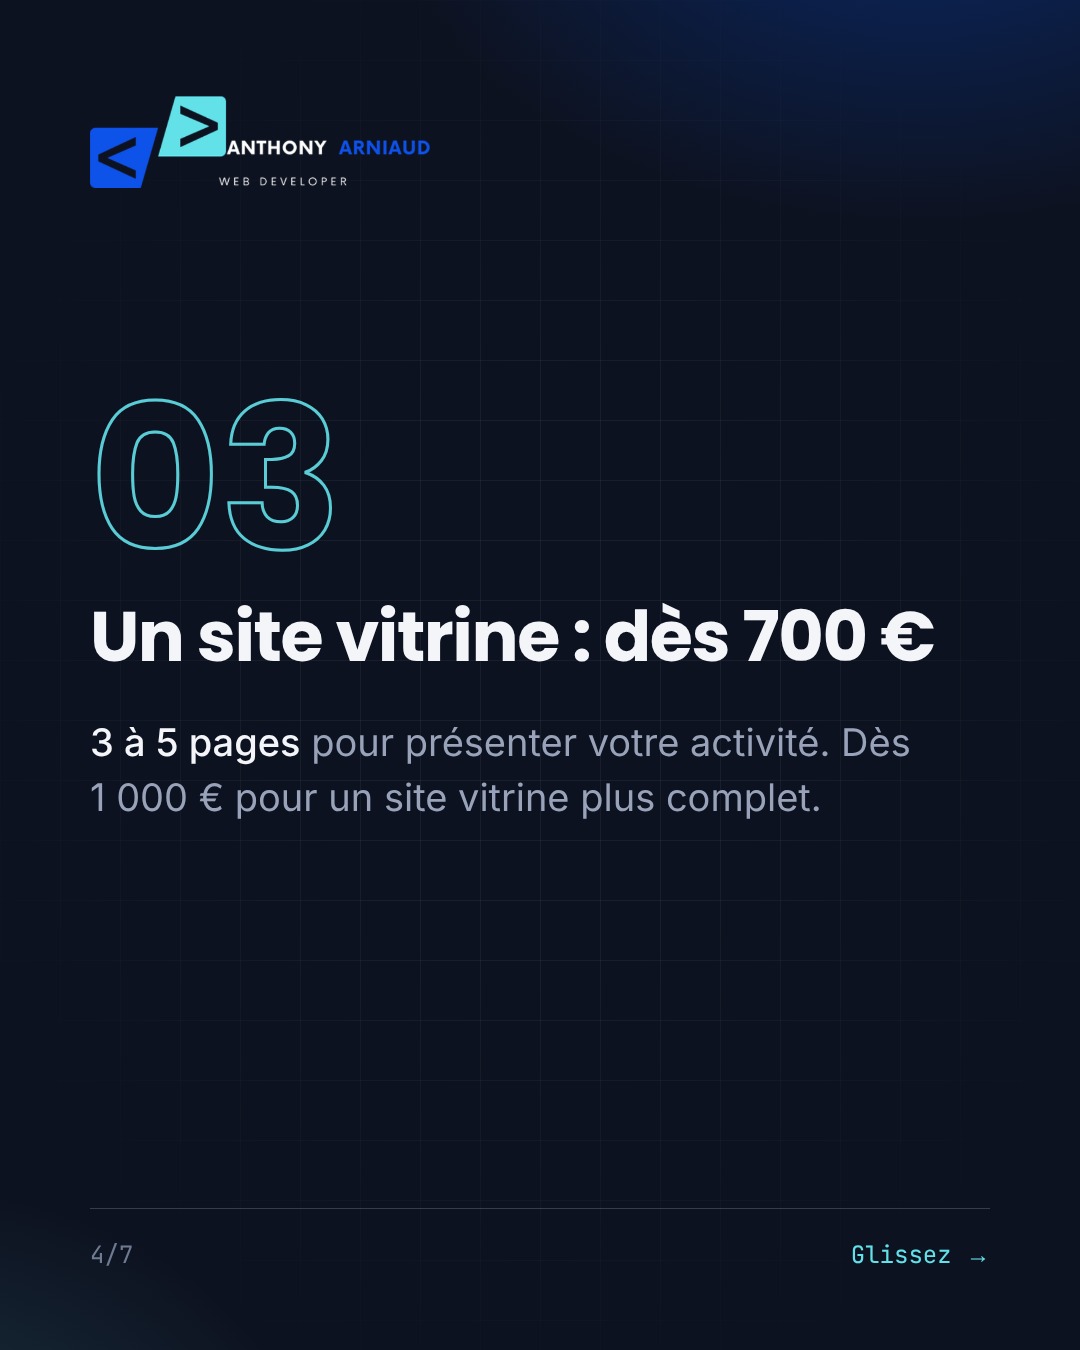 < >
ANTHONY ARNIAUD
WEB DEVELOPER
03
Un site vitrine : dès 700 €
3 à 5 pages pour présenter votre activité. Dès
1 000 € pour un site vitrine plus complet.
4/7
Glissez →